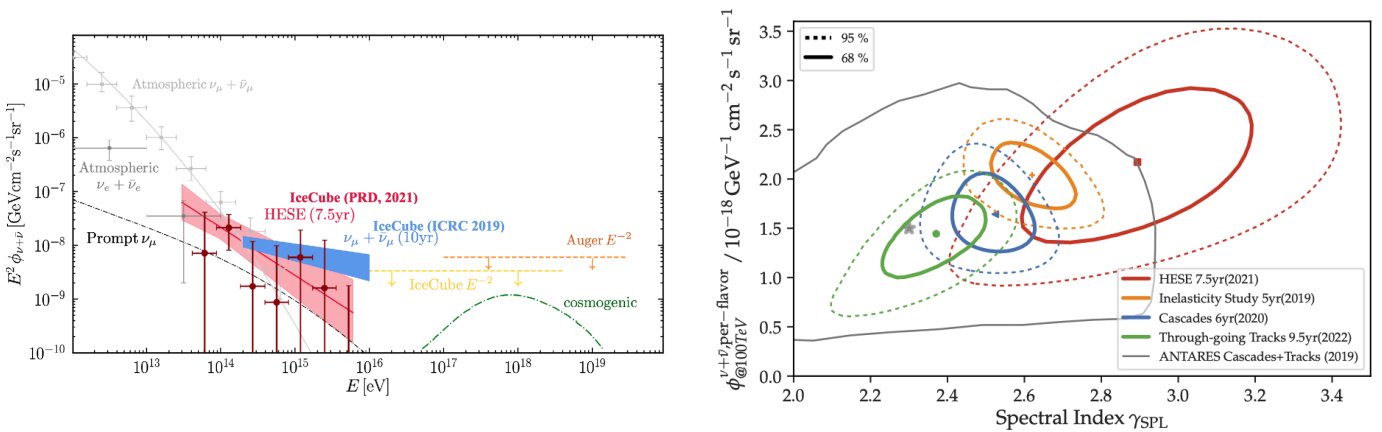 E² ϕν+ν̄ [GeVcm⁻²s⁻¹sr⁻¹]
10⁻⁵
10⁻⁶
10⁻⁷
10⁻⁸
10⁻⁹
10⁻¹⁰
Atmospheric νμ + ν̄μ
Atmospheric
νe + ν̄e
Prompt νμ
IceCube (PRD, 2021)
HESE (7.5yr)
IceCube (ICRC 2019)
νμ + ν̄μ (10yr)
Auger E⁻²
IceCube E⁻²
cosmogenic
10¹³ 10¹⁴ 10¹⁵ 10¹⁶ 10¹⁷ 10¹⁸ 10¹⁹
E [eV]
ϕ^{ν+ν̄,per−flavor}_{@100TeV} / 10⁻¹⁸ GeV⁻¹ cm⁻² s⁻¹ sr⁻¹
3.5
3.0
2.5
2.0
1.5
1.0
0.5
0.0
95 %
68 %
HESE 7.5yr(2021)
Inelasticity Study 5yr(2019)
Cascades 6yr(2020)
Through-going Tracks 9.5yr(2022)
ANTARES Cascades+Tracks (2019)
2.0 2.2 2.4 2.6 2.8 3.0 3.2 3.4
Spectral Index γSPL